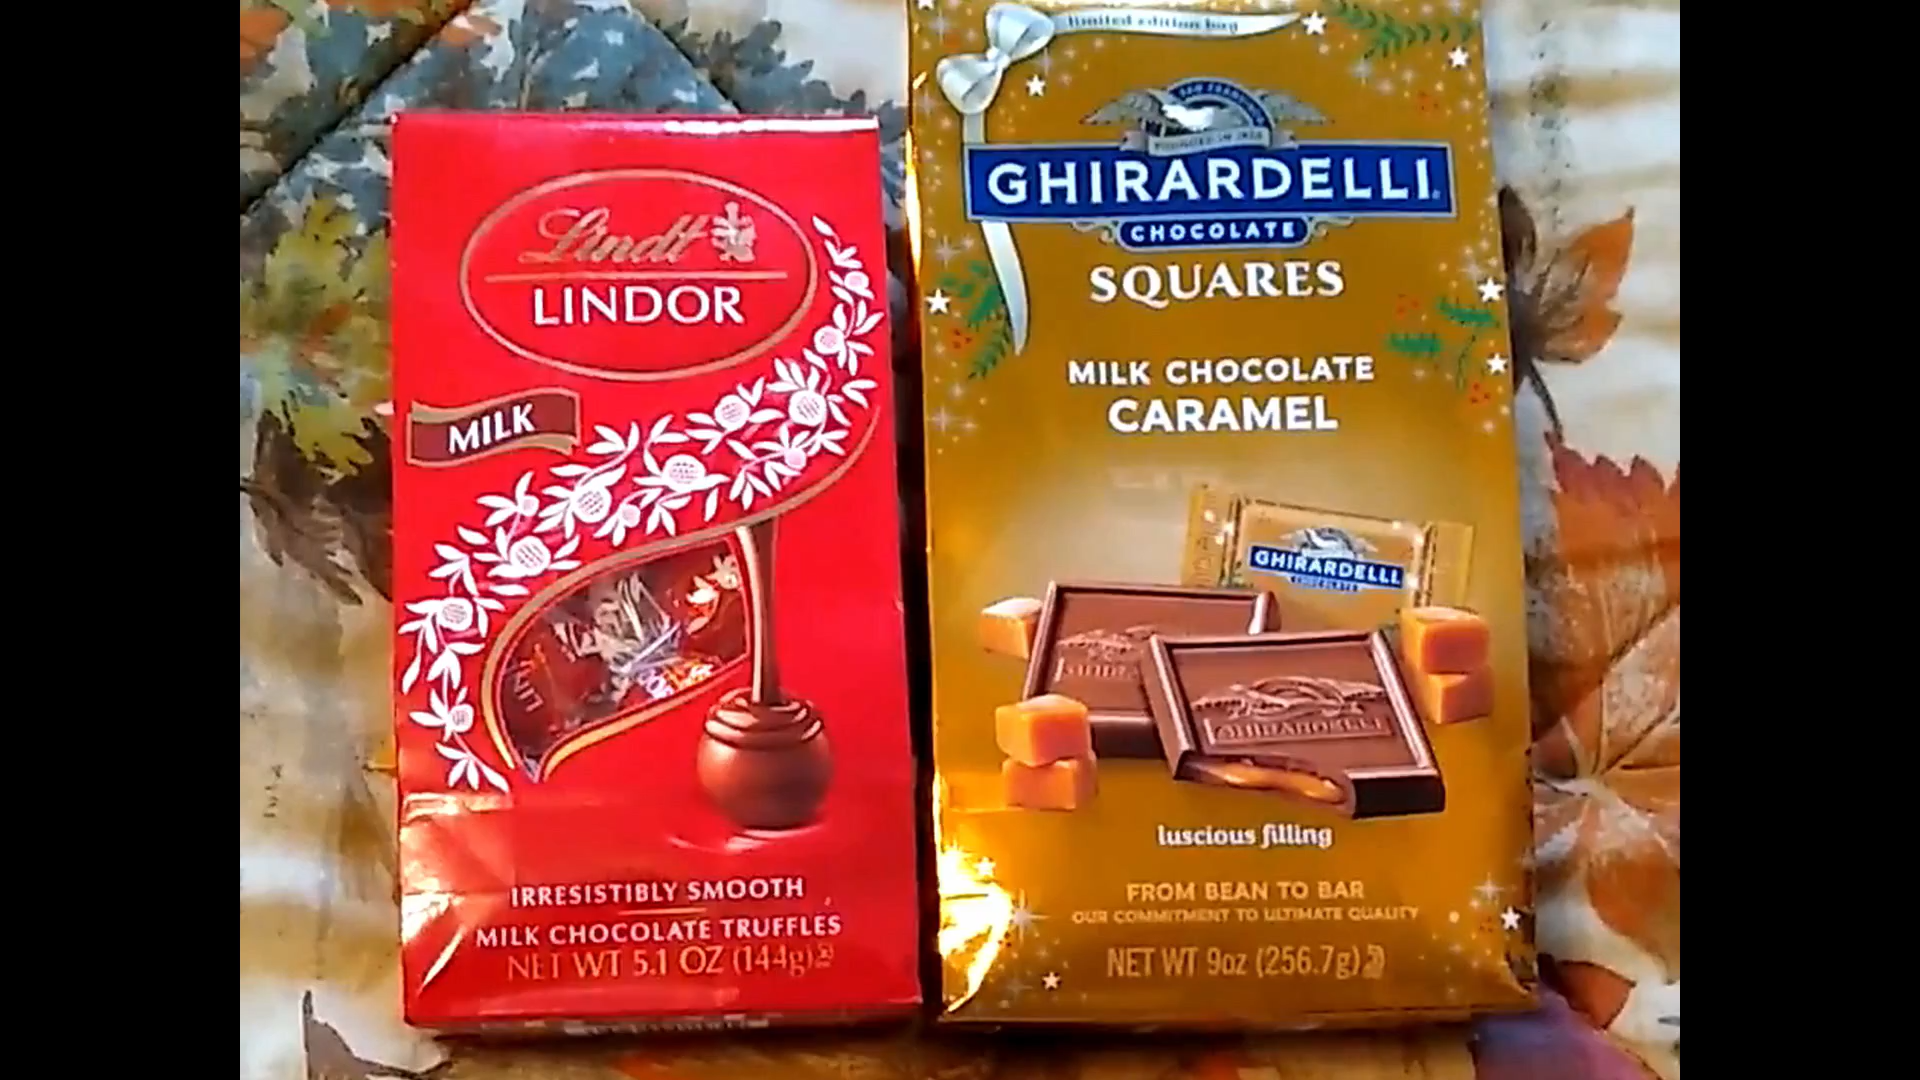 Lindt
LINDOR
MILK
IRRESISTIBLY SMOOTH
MILK CHOCOLATE TRUFFLES
NET WT 5.1 OZ (144g)
limited edition bag
GHIRARDELLI
CHOCOLATE
SQUARES
MILK CHOCOLATE
CARAMEL
GHIRARDELLI
CHOCOLATE
GHIRARDELLI
luscious filling
FROM BEAN TO BAR
OUR COMMITMENT TO ULTIMATE QUALITY
NET WT 9oz (256.7g)